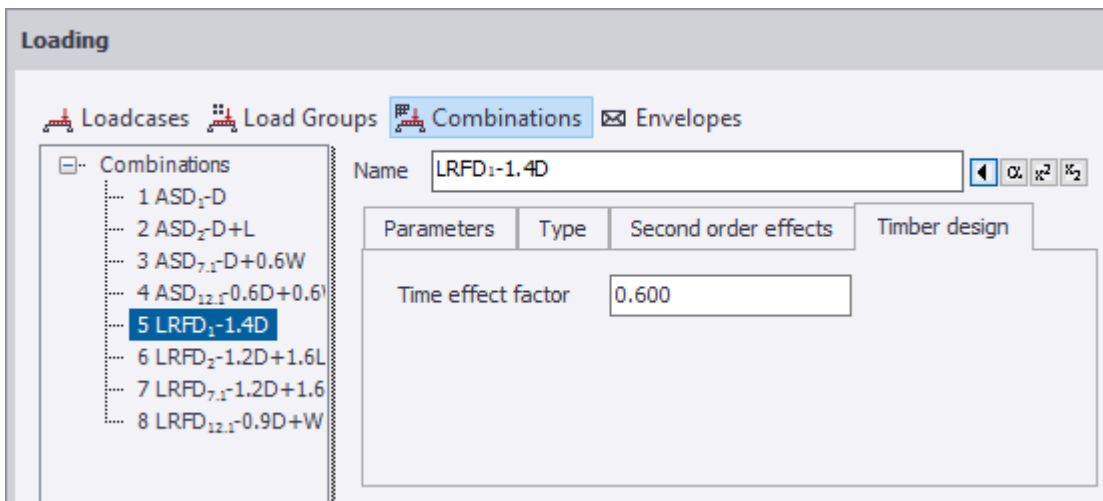 Loading
Loadcases Load Groups Combinations Envelopes
Combinations
1 ASD₁-D
2 ASD₂-D+L
3 ASD₇.₁-D+0.6W
4 ASD₁₂.₁-0.6D+0.6
5 LRFD₁-1.4D
6 LRFD₂-1.2D+1.6L
7 LRFD₇.₁-1.2D+1.6
8 LRFD₁₂.₁-0.9D+W
Name LRFD₁-1.4D α x² x₂
Parameters Type Second order effects Timber design
Time effect factor 0.600